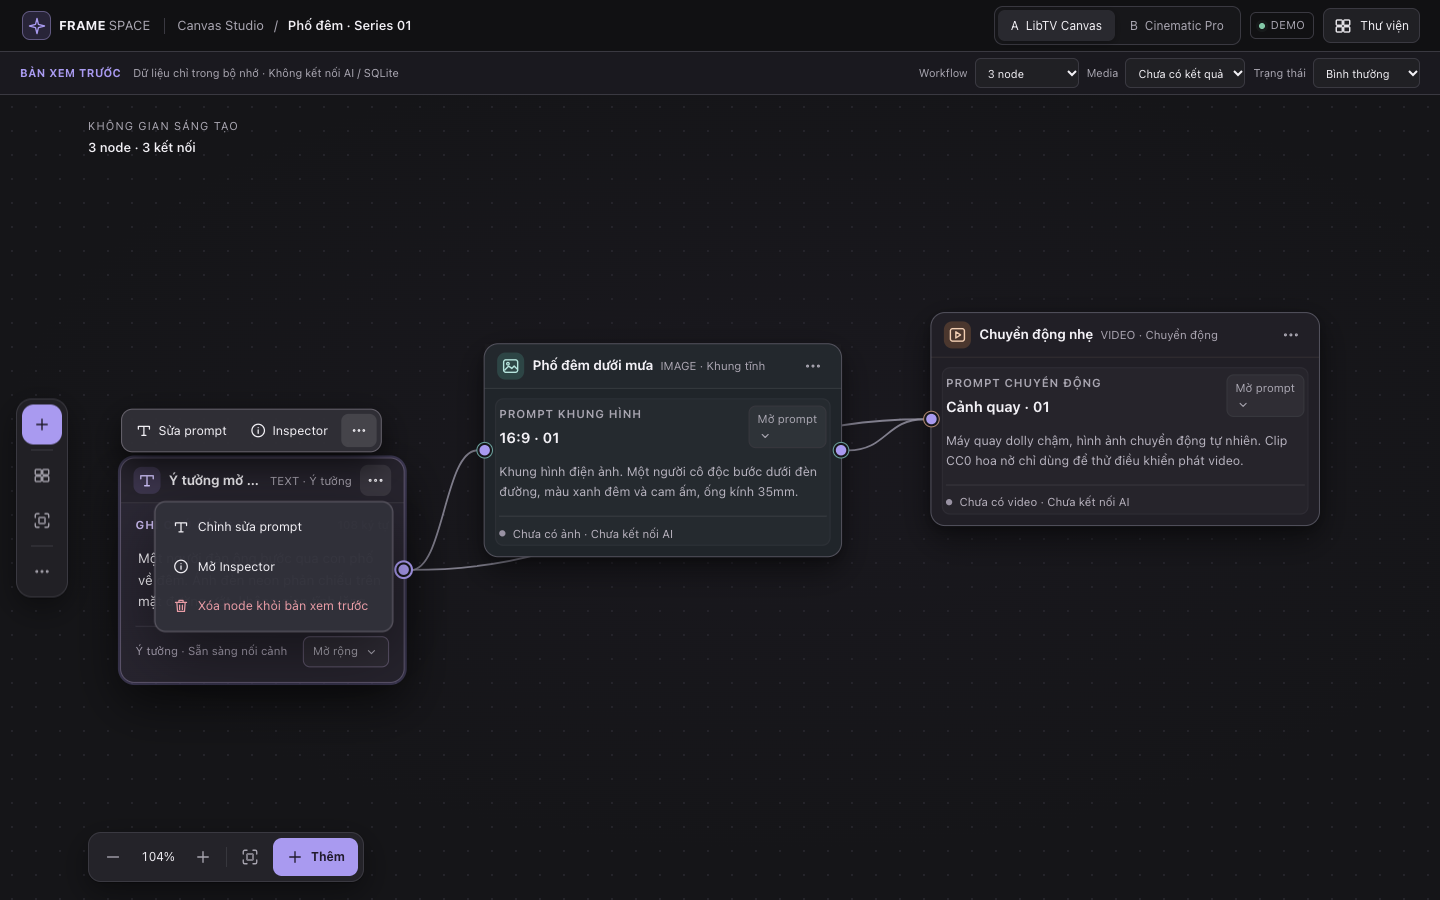 FRAME SPACE
Canvas Studio / Phố đêm · Series 01
A LibTV Canvas
B Cinematic Pro
DEMO
Thư viện
BẢN XEM TRƯỚC
Dữ liệu chỉ trong bộ nhớ · Không kết nối AI / SQLite
Workflow
3 node
Media
Chưa có kết quả
Trạng thái
Bình thường
KHÔNG GIAN SÁNG TẠO
3 node · 3 kết nối
Sửa prompt
Inspector
Ý tưởng mở ...
TEXT · Ý tưởng
GH
Chỉnh sửa prompt
Mở Inspector
Xóa node khỏi bản xem trước
Ý tưởng · Sẵn sàng nối cảnh
Mở rộng
Phố đêm dưới mưa
IMAGE · Khung tĩnh
PROMPT KHUNG HÌNH
Mở prompt
16:9 · 01
Khung hình điện ảnh. Một người cô độc bước dưới đèn
đường, màu xanh đêm và cam ấm, ống kính 35mm.
Chưa có ảnh · Chưa kết nối AI
Chuyển động nhẹ
VIDEO · Chuyển động
PROMPT CHUYỂN ĐỘNG
Mở prompt
Cảnh quay · 01
Máy quay dolly chậm, hình ảnh chuyển động tự nhiên. Clip
CC0 hoa nở chỉ dùng để thử điều khiển phát video.
Chưa có video · Chưa kết nối AI
104%
Thêm